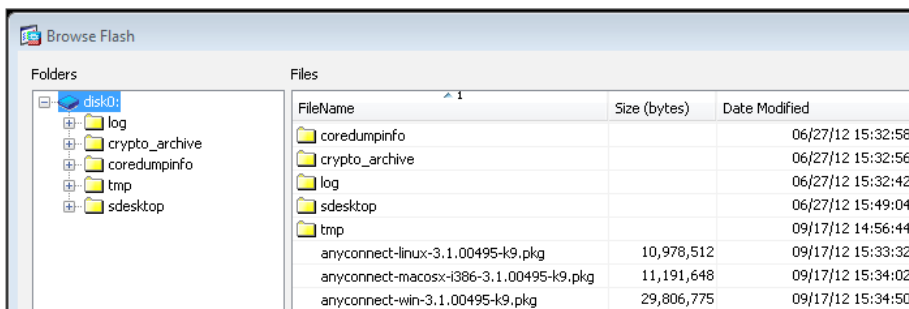 Browse Flash
Folders
Files
disk0:
log
crypto_archive
coredumpinfo
tmp
sdesktop
FileName 1 Size (bytes) Date Modified
coredumpinfo 06/27/12 15:32:58
crypto_archive 06/27/12 15:32:56
log 06/27/12 15:32:42
sdesktop 06/27/12 15:49:04
tmp 09/17/12 14:56:44
anyconnect-linux-3.1.00495-k9.pkg 10,978,512 09/17/12 15:33:32
anyconnect-macosx-i386-3.1.00495-k9.pkg 11,191,648 09/17/12 15:34:02
anyconnect-win-3.1.00495-k9.pkg 29,806,775 09/17/12 15:34:50